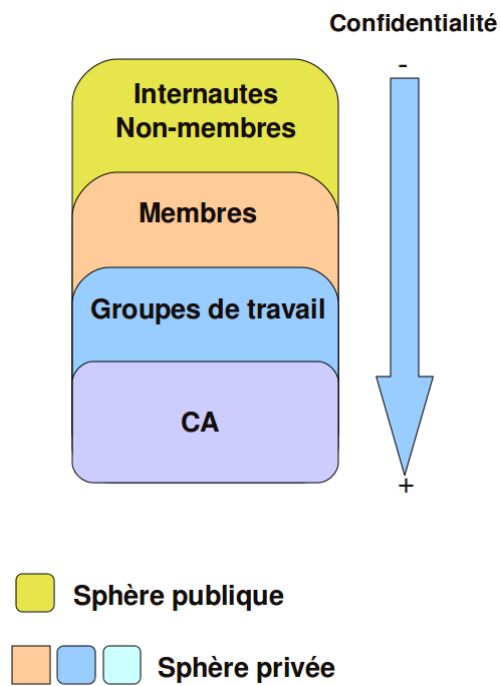 Confidentialité
-
Internautes
Non-membres
Membres
Groupes de travail
CA
+
Sphère publique
Sphère privée